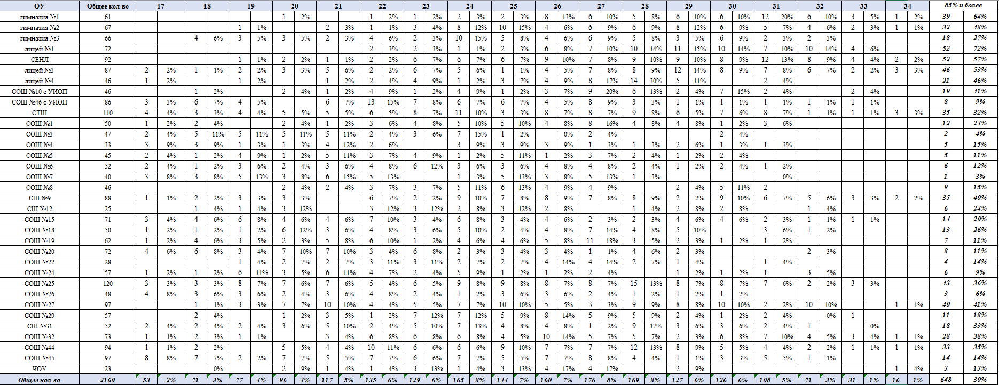 ОУ Общее кол-во 17 18 19 20 21 22 23 24 25 26 27 28 29 30 31 32 33 34 85% и более
гимназия №1 61 1 2% 1 2% 1 2% 2 3% 2 3% 8 13% 6 10% 5 8% 6 10% 6 10% 12 20% 6 10% 3 5% 1 2% 39 64%
гимназия №2 67 1 1% 2 3% 1 1% 3 4% 8 12% 10 15% 4 6% 6 9% 6 9% 8 12% 6 9% 5 7% 4 6% 2 3% 1 1% 32 48%
гимназия №3 66 4 6% 3 5% 3 5% 2 3% 4 6% 2 3% 10 15% 5 8% 4 6% 6 9% 5 8% 3 5% 6 9% 2 3% 2 3% 18 27%
лицей №1 72 2 3% 2 3% 1 1% 2 3% 6 8% 7 10% 10 14% 11 15% 10 14% 7 10% 10 14% 4 6% 52 72%
СЕНЛ 92 1 1% 2 2% 1 1% 2 2% 6 7% 6 7% 6 7% 9 10% 7 8% 9 10% 9 10% 8 9% 12 13% 8 9% 4 4% 2 2% 52 57%
лицей №3 87 2 2% 1 1% 2 2% 3 3% 5 6% 2 2% 6 7% 5 6% 1 1% 4 5% 7 8% 8 9% 12 14% 8 9% 7 8% 6 7% 2 2% 3 3% 46 53%
лицей №4 46 1 2% 1 2% 1 2% 2 4% 4 9% 1 2% 3 7% 4 9% 8 17% 14 30% 5 11% 2 4% 21 46%
СОШ №10 с УИОП 46 1 2% 2 4% 1 2% 4 9% 1 2% 4 9% 1 2% 3 7% 9 20% 6 13% 2 4% 7 15% 2 4% 2 4% 19 41%
СОШ №46 с УИОП 86 3 3% 6 7% 4 5% 6 7% 13 15% 7 8% 6 7% 6 7% 4 5% 8 9% 3 3% 1 1% 1 1% 1 1% 1 1% 1 1% 8 9%
СТШ 110 4 4% 3 3% 4 4% 5 5% 5 5% 6 5% 8 7% 11 10% 3 3% 8 7% 8 7% 9 8% 6 5% 7 6% 8 7% 1 1% 1 1% 3 3% 35 32%
СОШ №1 50 1 2% 2 4% 2 4% 1 2% 3 6% 4 8% 5 10% 5 10% 4 8% 8 16% 4 8% 4 8% 1 2% 3 6% 12 24%
СОШ №3 47 2 4% 5 11% 5 11% 5 11% 5 11% 2 4% 3 6% 7 15% 1 2% 0% 2 4% 2 4% 2 4%
СОШ №4 33 3 9% 3 9% 1 3% 1 3% 4 12% 2 6% 3 9% 3 9% 3 9% 1 3% 1 3% 2 6% 1 3% 1 3% 5 15%
СОШ №5 45 2 4% 1 2% 4 9% 1 2% 5 11% 3 7% 4 9% 1 2% 5 11% 1 2% 3 7% 2 4% 1 2% 2 4% 5 11%
СОШ №6 52 2 4% 1 2% 3 6% 2 4% 3 6% 4 8% 6 12% 3 6% 3 6% 4 8% 4 8% 2 4% 1 2% 2 4% 1 2% 6 12%
СОШ №7 40 3 8% 3 8% 5 13% 3 8% 6 15% 5 13% 1 3% 5 13% 3 8% 5 13% 1 3% 0% 1 3%
СОШ №8 46 2 4% 2 4% 3 7% 3 7% 5 11% 6 13% 4 9% 4 9% 2 4% 5 11% 2 9 15%
СШ №9 88 1 1% 2 2% 3 3% 3 3% 6 7% 2 2% 9 10% 7 8% 8 9% 7 8% 8 9% 2 2% 9 10% 6 7% 5 6% 3 3% 2 2% 35 40%
СШ №12 25 1 4% 1 4% 3 12% 3 12% 3 12% 2 8% 3 12% 2 8% 1 4% 2 8% 2 8% 1 4% 6 24%
СОШ №15 71 3 4% 4 6% 6 8% 4 6% 4 6% 7 10% 3 4% 6 8% 3 4% 4 6% 2 3% 2 3% 4 6% 4 6% 2 3% 1 1% 1 1% 14 20%
СОШ №18 50 1 2% 1 2% 1 2% 6 12% 3 6% 4 8% 3 6% 5 10% 2 4% 4 8% 7 14% 4 8% 5 10% 3 6% 1 2% 13 26%
СОШ №19 62 1 2% 4 6% 3 5% 2 3% 5 8% 6 10% 1 2% 4 6% 4 6% 5 8% 11 18% 3 5% 2 3% 1 2% 1 2% 7 11%
СОШ №20 72 4 6% 6 8% 3 4% 7 10% 7 10% 3 4% 6 8% 2 3% 3 4% 3 4% 1 1% 4 6% 2 3% 2 3% 8 11%
СОШ №22 28 1 4% 2 7% 2 7% 3 11% 3 11% 2 7% 2 7% 4 14% 4 14% 2 7% 1 4% 1 4% 4 14%
СОШ №24 57 1 2% 1 2% 6 11% 3 5% 6 11% 4 7% 2 4% 5 9% 1 2% 1 2% 2 4% 1 2% 1 2% 1 3 5% 6 9%
СОШ №25 120 3 3% 3 3% 8 7% 7 6% 7 6% 5 4% 6 5% 9 8% 9 8% 8 7% 8 7% 15 13% 8 7% 8 7% 7 6% 2 2% 3 3% 43 36%
СОШ №26 48 4 8% 3 6% 3 6% 2 4% 3 6% 4 8% 2 4% 1 2% 3 6% 3 6% 2 4% 1 2% 1 2% 1 2% 3 6%
СОШ №27 97 1 1% 3 3% 7 7% 10 10% 4 4% 5 5% 7 7% 10 10% 5 5% 3 3% 9 9% 8 8% 10 10% 2 2% 10 10% 1 1% 40 41%
СОШ №29 57 2 4% 1 2% 3 5% 1 2% 7 12% 7 12% 5 9% 8 14% 5 9% 5 9% 2 4% 1 2% 2 4% 0% 1 11 18%
СШ №31 52 2 4% 2 4% 2 4% 3 6% 5 10% 2 4% 5 10% 7 13% 4 8% 4 8% 1 2% 9 17% 3 6% 3 6% 2 4% 1 0% 18 33%
СОШ №32 73 1 1% 2 3% 1 1% 3 4% 6 8% 6 8% 6 8% 4 5% 10 14% 5 7% 5 7% 2 3% 6 8% 7 10% 4 5% 3 4% 1 1% 28 38%
СОШ №44 94 1 1% 2 2% 5 5% 4 4% 10 11% 6 6% 6 6% 9 10% 7 7% 7 7% 12 13% 8 9% 5 5% 4 4% 2 2% 1 1% 1 1% 33 35%
СОШ №45 97 8 8% 7 7% 2 2% 7 7% 5 5% 7 7% 6 6% 7 7% 5 5% 7 7% 8 8% 4 4% 1 1% 3 3% 5 5% 1 1% 14 14%
ЧОУ 23 0% 2 9% 1 4% 1 4% 3 13% 1 4% 3 13% 4 17% 4 17% 2 9% 1 4% 3 13%
Общее кол-во 2160 53 2% 71 3% 77 4% 96 4% 117 5% 135 6% 129 6% 165 8% 144 7% 160 7% 176 8% 169 8% 127 6% 126 6% 108 5% 71 3% 31 1% 16 1% 648 30%